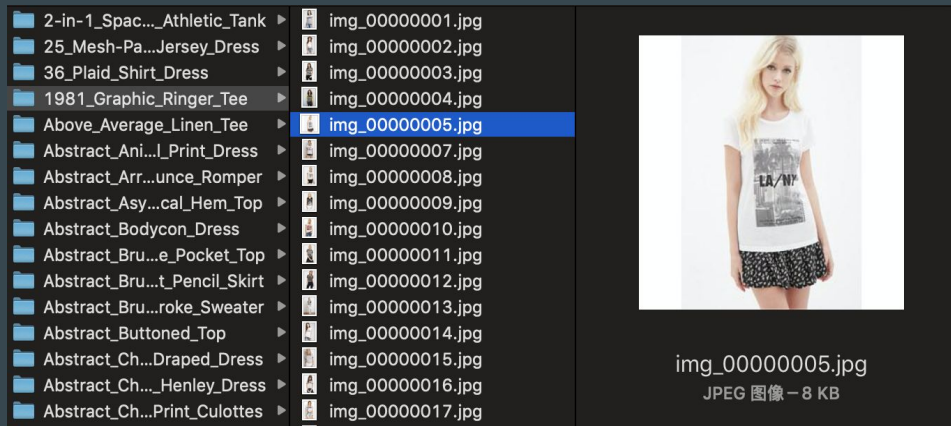 2-in-1_Spac..._Athletic_Tank
25_Mesh-Pa...Jersey_Dress
36_Plaid_Shirt_Dress
1981_Graphic_Ringer_Tee
Above_Average_Linen_Tee
Abstract_Ani...l_Print_Dress
Abstract_Arr...unce_Romper
Abstract_Asy...cal_Hem_Top
Abstract_Bodycon_Dress
Abstract_Bru...e_Pocket_Top
Abstract_Bru...t_Pencil_Skirt
Abstract_Bru...roke_Sweater
Abstract_Buttoned_Top
Abstract_Ch...Draped_Dress
Abstract_Ch..._Henley_Dress
Abstract_Ch...Print_Culottes
img_00000001.jpg
img_00000002.jpg
img_00000003.jpg
img_00000004.jpg
img_00000005.jpg
img_00000007.jpg
img_00000008.jpg
img_00000009.jpg
img_00000010.jpg
img_00000011.jpg
img_00000012.jpg
img_00000013.jpg
img_00000014.jpg
img_00000015.jpg
img_00000016.jpg
img_00000017.jpg
LA/NY
img_00000005.jpg
JPEG 图像 – 8 KB